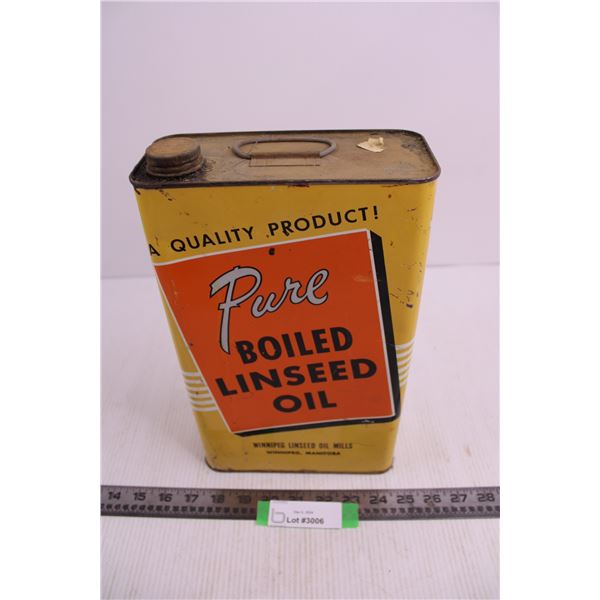 A QUALITY PRODUCT!
Pure
BOILED
LINSEED
OIL
WINNIPEG LINSEED OIL MILLS
WINNIPEG, MANITOBA
14 15 16 17 18 19 20 21 22 23 24 25 26 27 28
Lot #3006